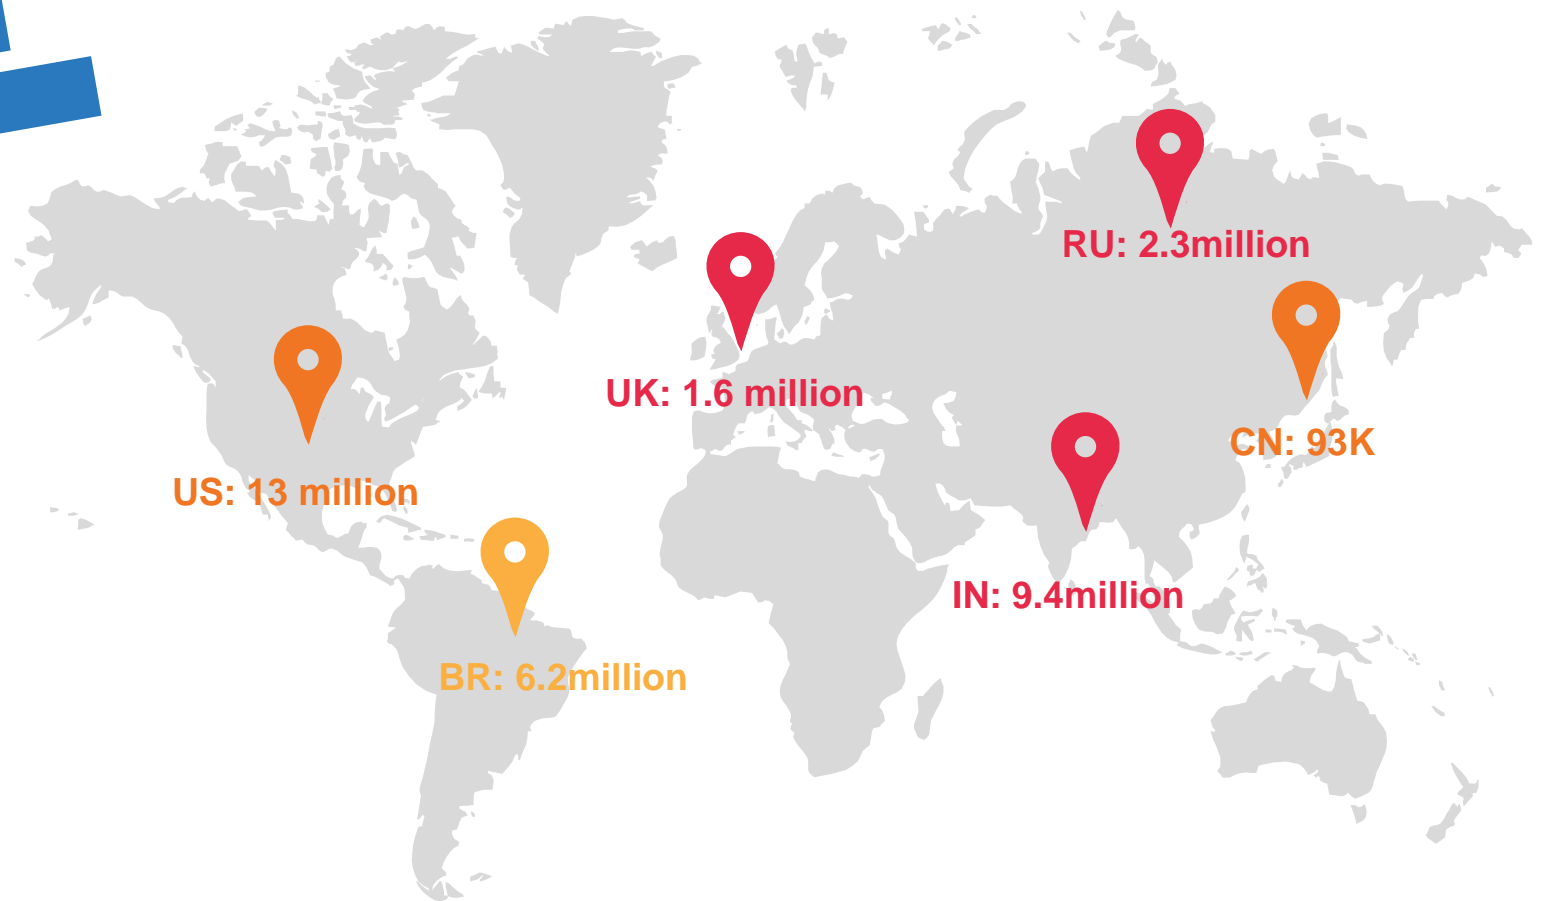 RU: 2.3million
UK: 1.6 million
CN: 93K
US: 13 million
IN: 9.4million
BR: 6.2million